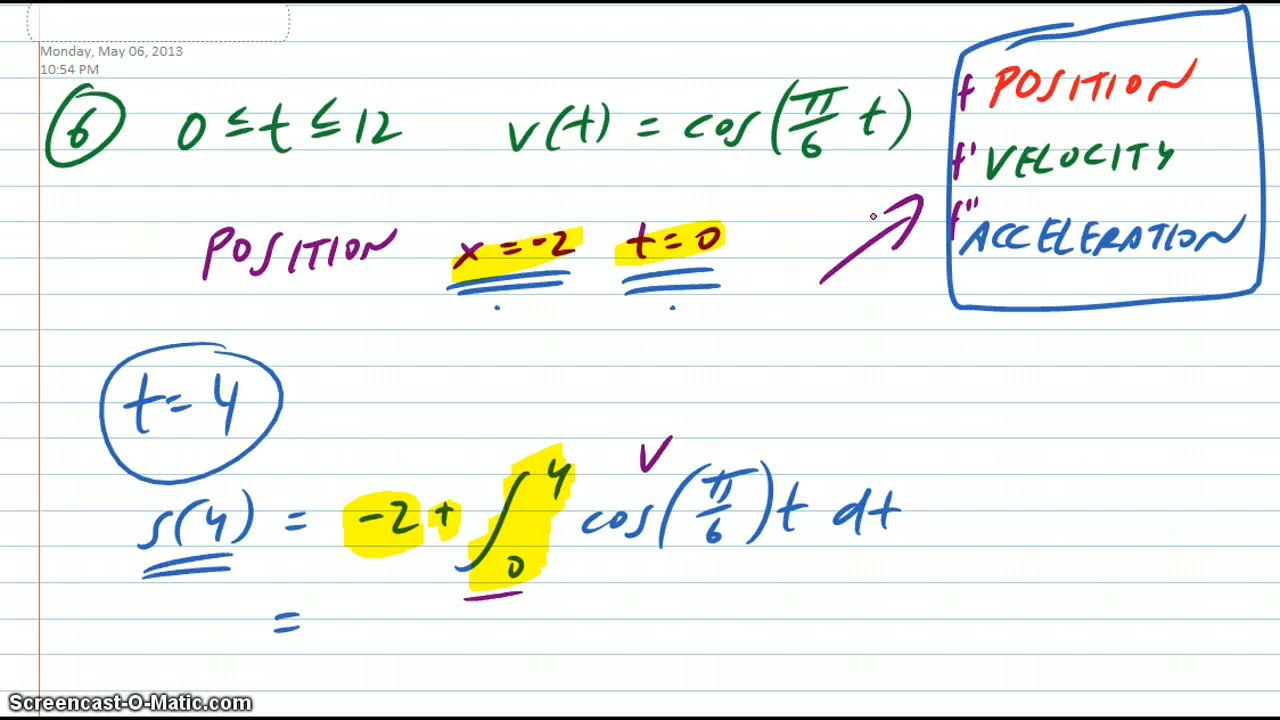 Monday, May 06, 2013
10:54 PM
6 0 ≤ t ≤ 12 v(t) = cos(π/6 t)
f POSITION
f' VELOCITY
f" ACCELERATION
POSITION x = -2 t = 0
t = 4
V
s(4) = -2 + ∫₀⁴ cos(π/6)t dt
=
Screencast-O-Matic.com